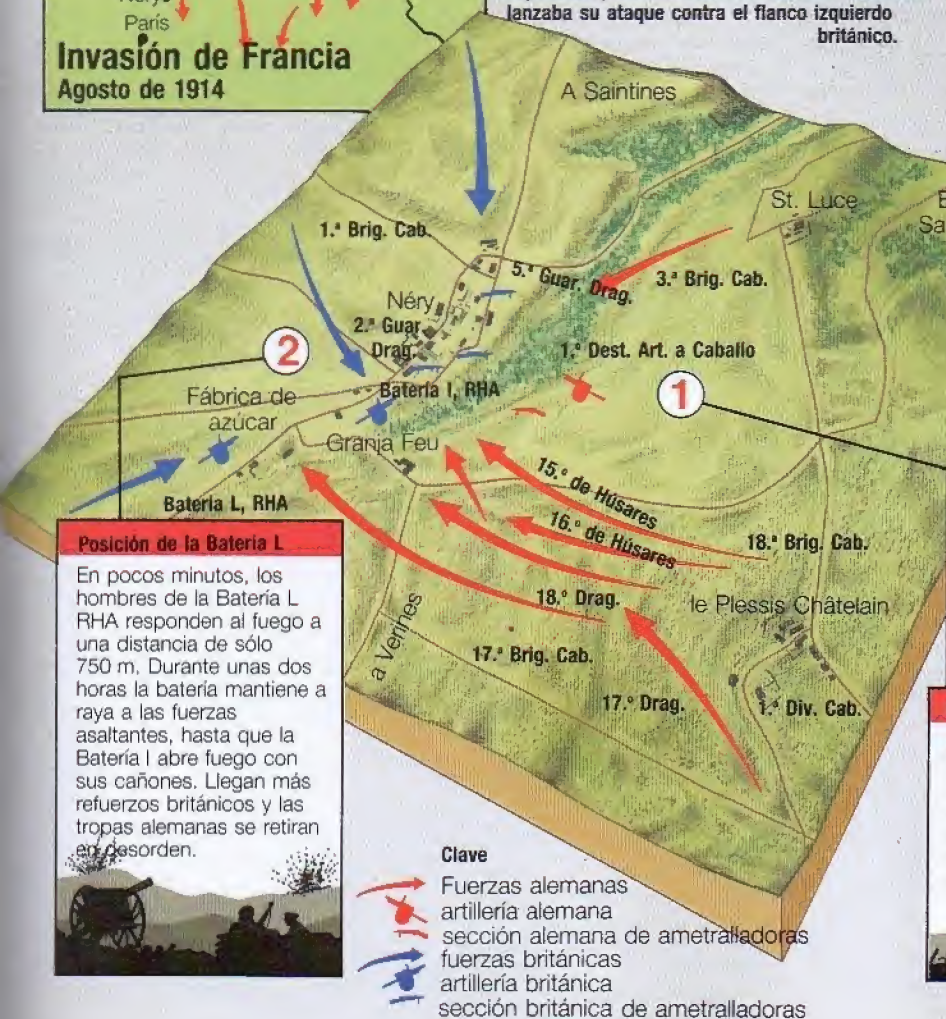 París
Invasión de Francia
Agosto de 1914
lanzaba su ataque contra el flanco izquierdo
británico.
A Saintines
St. Luce
1.ª Brig. Cab.
5.ª Guar. Drag.
3.ª Brig. Cab.
Néry
2.ª Guar.
Drag.
1.º Dest. Art. a Caballo
2
1
Fábrica de
azúcar
Batería I, RHA
Granja Feu
Batería L, RHA
15.º de Húsares
16.º de Húsares
18.ª Brig. Cab.
18.º Drag.
le Plessis Châtelain
a Verrines
17.ª Brig. Cab.
17.º Drag.
1.ª Div. Cab.
Posición de la Batería L
En pocos minutos, los
hombres de la Batería L
RHA responden al fuego a
una distancia de sólo
750 m. Durante unas dos
horas la batería mantiene a
raya a las fuerzas
asaltantes, hasta que la
Batería I abre fuego con
sus cañones. Llegan más
refuerzos británicos y las
tropas alemanas se retiran
en desorden.
Clave
Fuerzas alemanas
artillería alemana
sección alemana de ametralladoras
fuerzas británicas
artillería británica
sección británica de ametralladoras